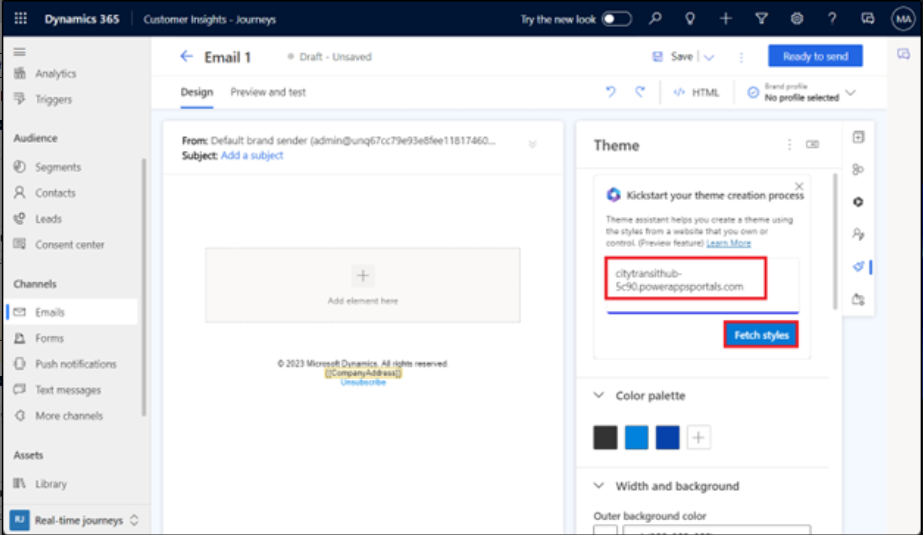 Dynamics 365
Customer Insights - Journeys
Try the new look
MA
Analytics
Triggers
Audience
Segments
Contacts
Leads
Consent center
Channels
Emails
Forms
Push notifications
Text messages
More channels
Assets
Library
RJ
Real-time journeys
Email 1
Draft - Unsaved
Save
Ready to send
Design
Preview and test
HTML
Brand profile
No profile selected
From: Default brand sender (admin@unq67cc79e93e8fee11817460...
Subject: Add a subject
Add element here
© 2023 Microsoft Dynamics. All rights reserved.
{{CompanyAddress}}
Unsubscribe
Theme
Kickstart your theme creation process
Theme assistant helps you create a theme using
the styles from a website that you own or
control. (Preview feature) Learn More
citytransithub-
5c90.powerappsportals.com
Fetch styles
Color palette
Width and background
Outer background color